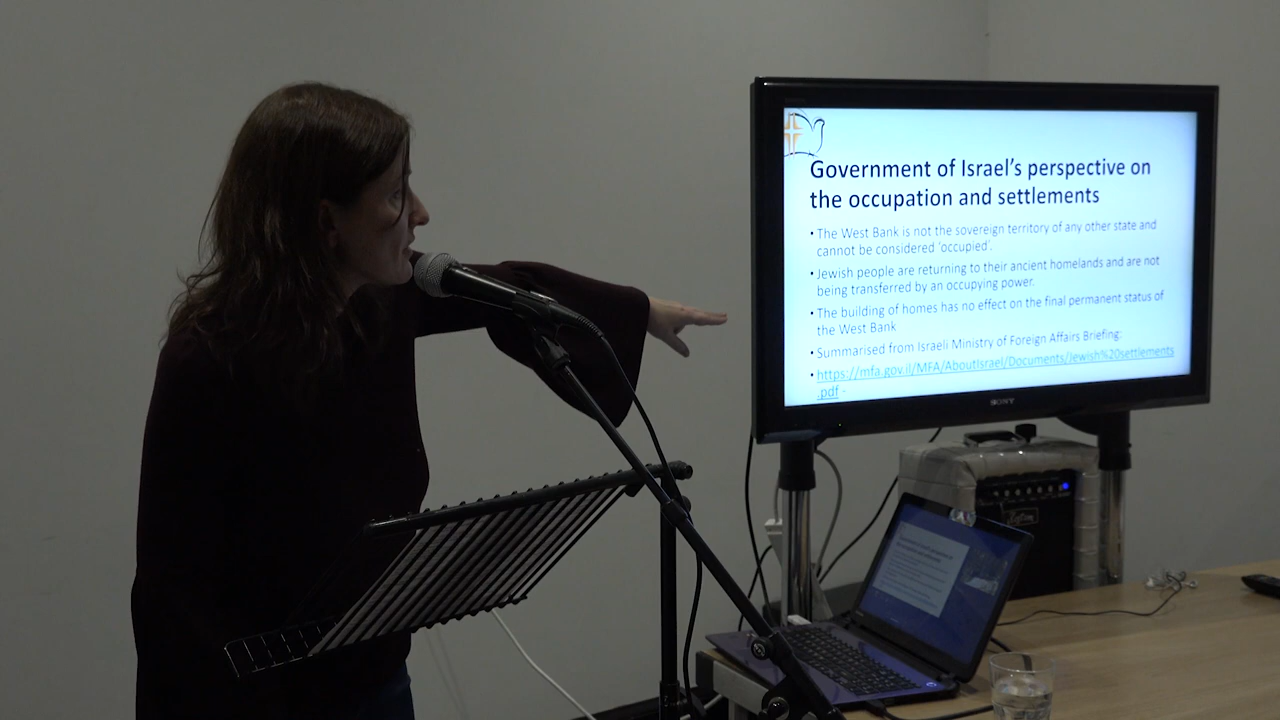 Government of Israel's perspective on
the occupation and settlements
• The West Bank is not the sovereign territory of any other state and
cannot be considered 'occupied'.
• Jewish people are returning to their ancient homelands and are not
being transferred by an occupying power.
• The building of homes has no effect on the final permanent status of
the West Bank
• Summarised from Israeli Ministry of Foreign Affairs Briefing:
• https://mfa.gov.il/MFA/AboutIsrael/Documents/Jewish%20settlements
.pdf -
SONY